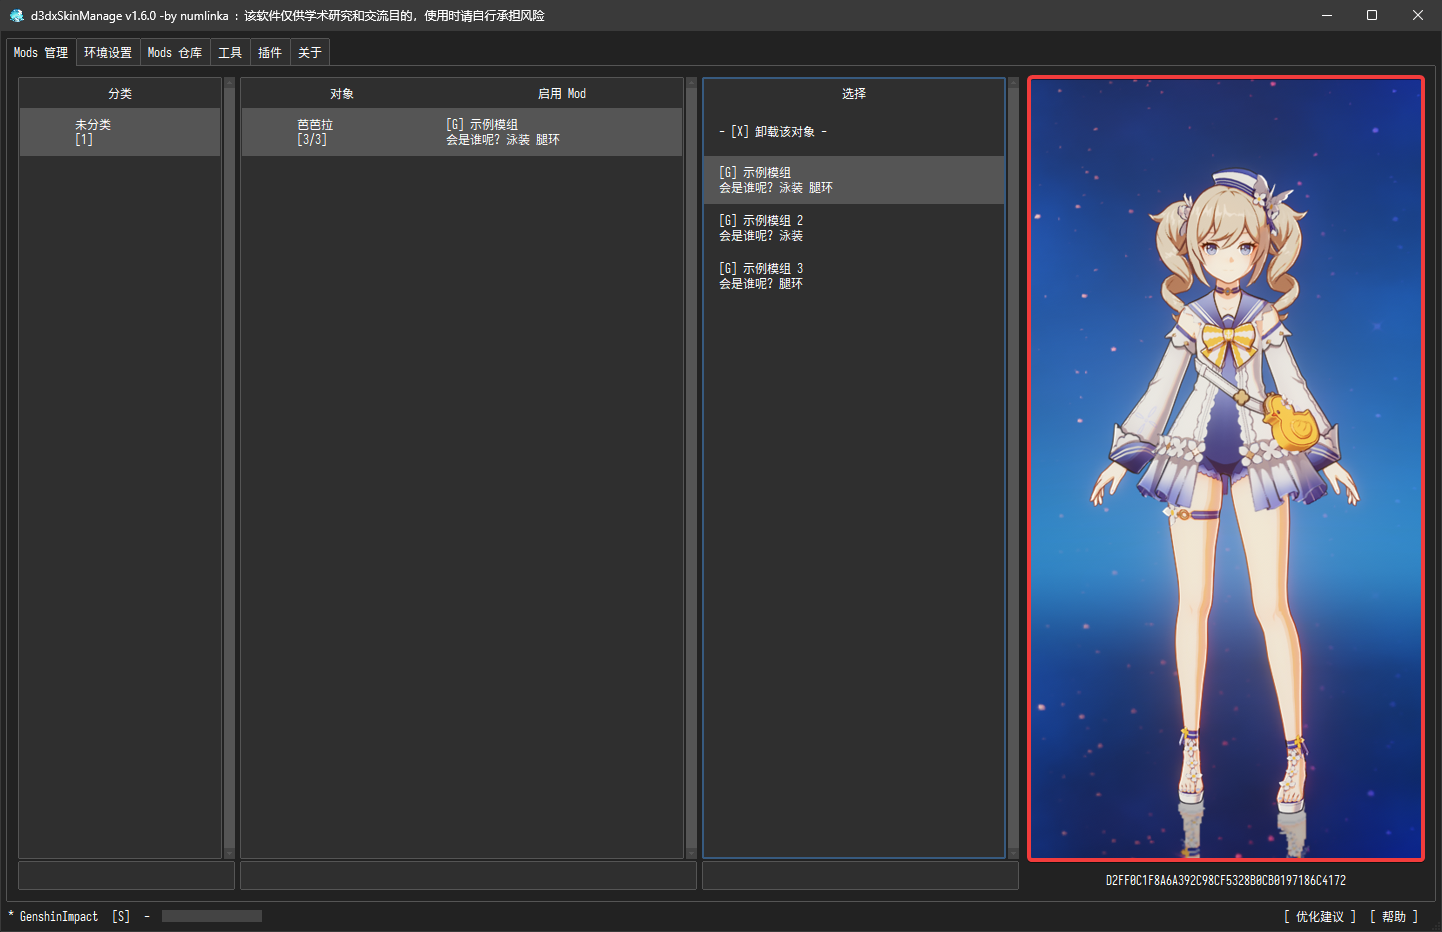 d3dxSkinManage v1.6.0 -by numlinka : 该软件仅供学术研究和交流目的，使用时请自行承担风险
Mods 管理 环境设置 Mods 仓库 工具 插件 关于
分类
未分类
[1]
对象 启用 Mod
芭芭拉 [G] 示例模组
[3/3] 会是谁呢? 泳装 腿环
选择
- [X] 卸载该对象 -
[G] 示例模组
会是谁呢? 泳装 腿环
[G] 示例模组 2
会是谁呢? 泳装
[G] 示例模组 3
会是谁呢? 腿环
D2FF0C1F8A6A392C98CF5328B0CB0197186C4172
* GenshinImpact [S] -
[ 优化建议 ] [ 帮助 ]